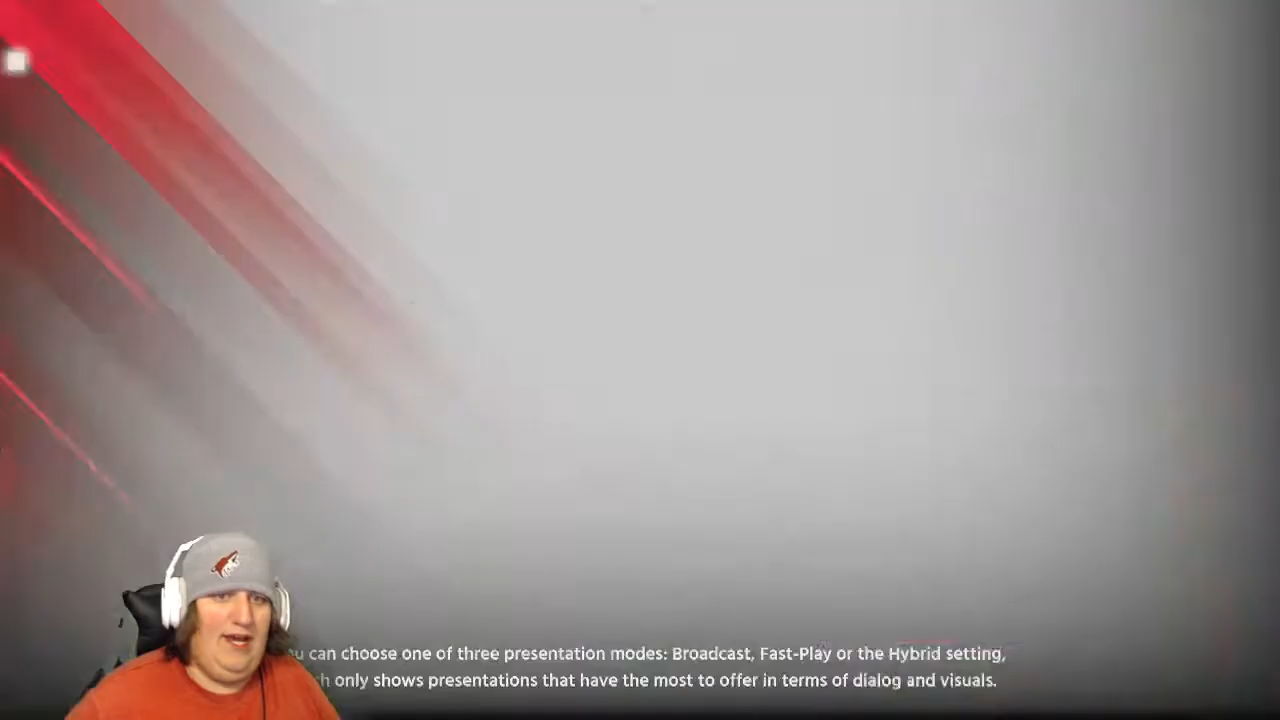 can choose one of three presentation modes: Broadcast, Fast-Play or the Hybrid setting,
only shows presentations that have the most to offer in terms of dialog and visuals.